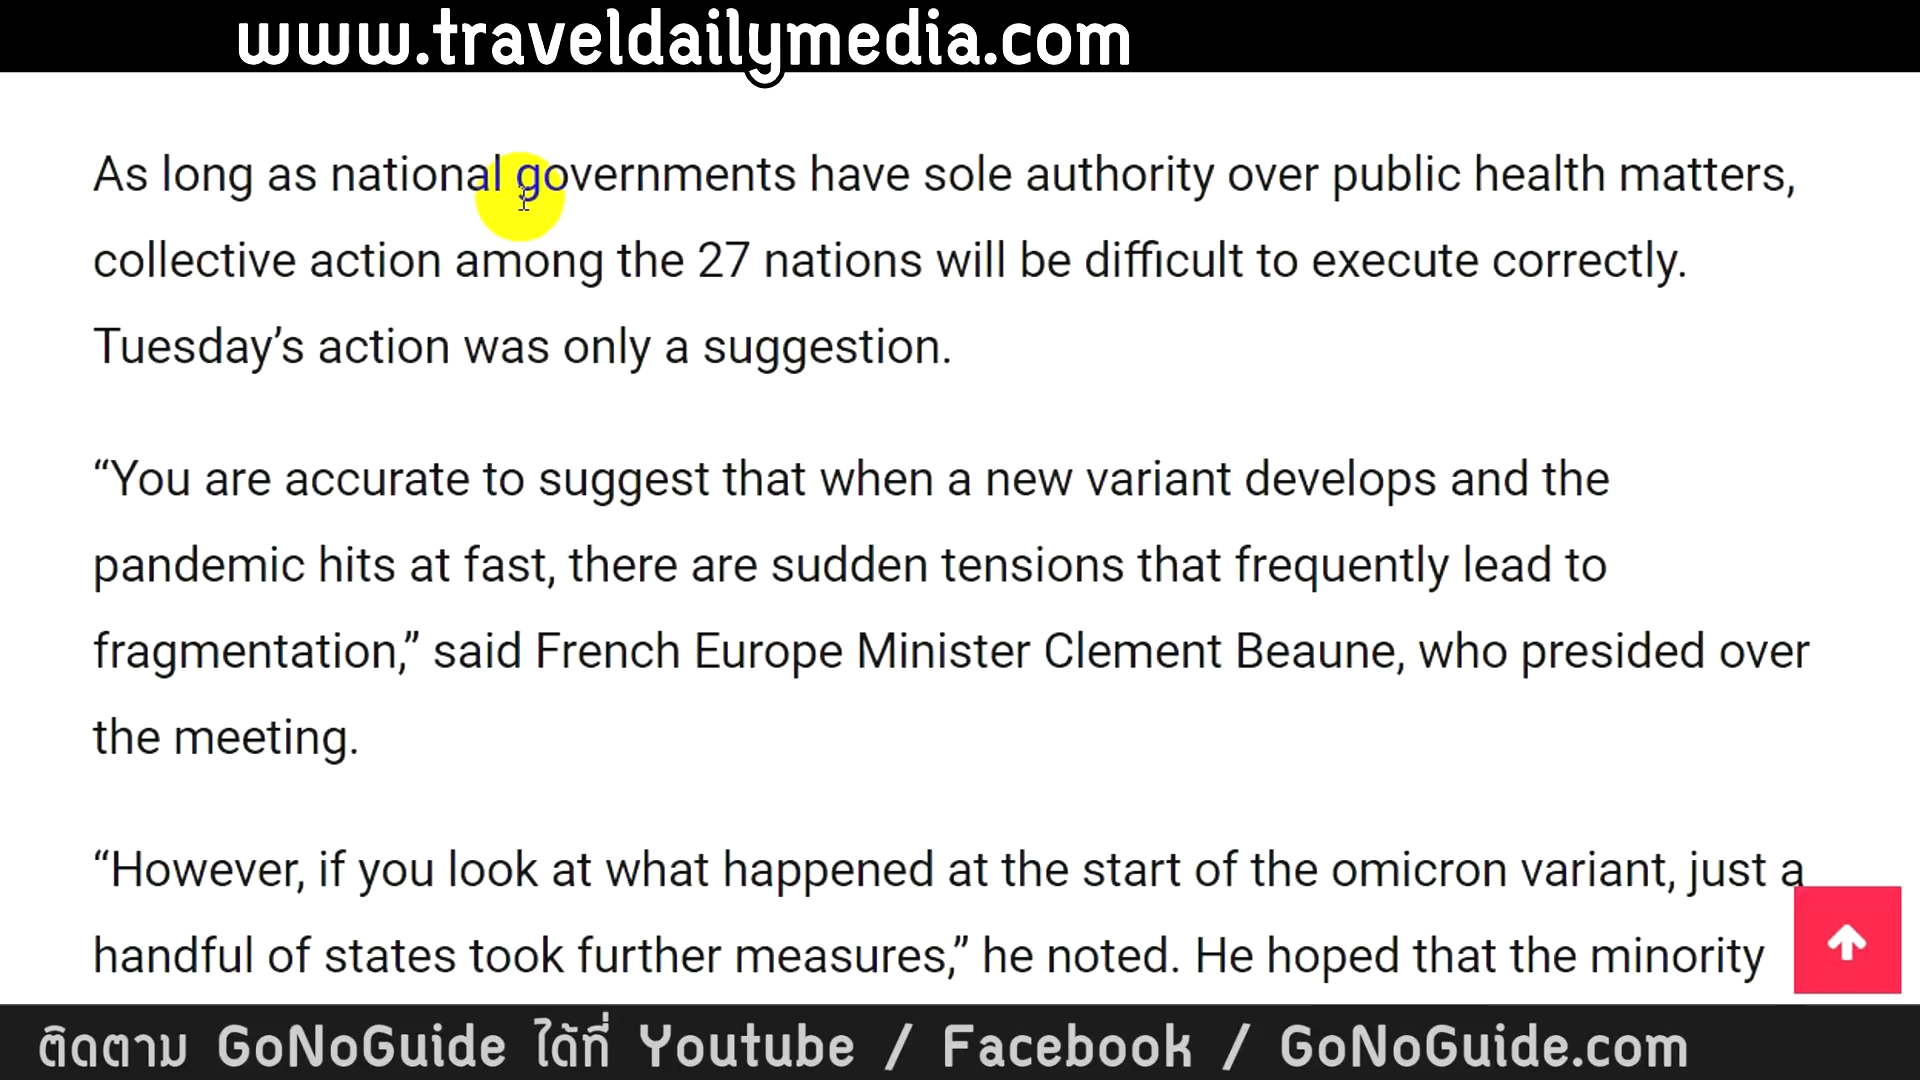 www.traveldailymedia.com
As long as national governments have sole authority over public health matters,
collective action among the 27 nations will be difficult to execute correctly.
Tuesday’s action was only a suggestion.
“You are accurate to suggest that when a new variant develops and the
pandemic hits at fast, there are sudden tensions that frequently lead to
fragmentation,” said French Europe Minister Clement Beaune, who presided over
the meeting.
“However, if you look at what happened at the start of the omicron variant, just a
handful of states took further measures,” he noted. He hoped that the minority
ติดตาม GoNoGuide ได้ที่ Youtube / Facebook / GoNoGuide.com